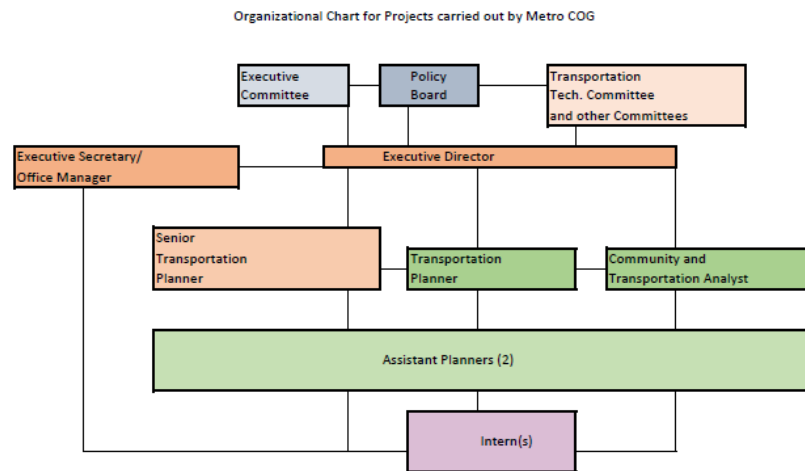 Organizational Chart for Projects carried out by Metro COG
Executive
Committee
Policy
Board
Transportation
Tech. Committee
and other Committees
Executive Secretary/
Office Manager
Executive Director
Senior
Transportation
Planner
Transportation
Planner
Community and
Transportation Analyst
Assistant Planners (2)
Intern(s)